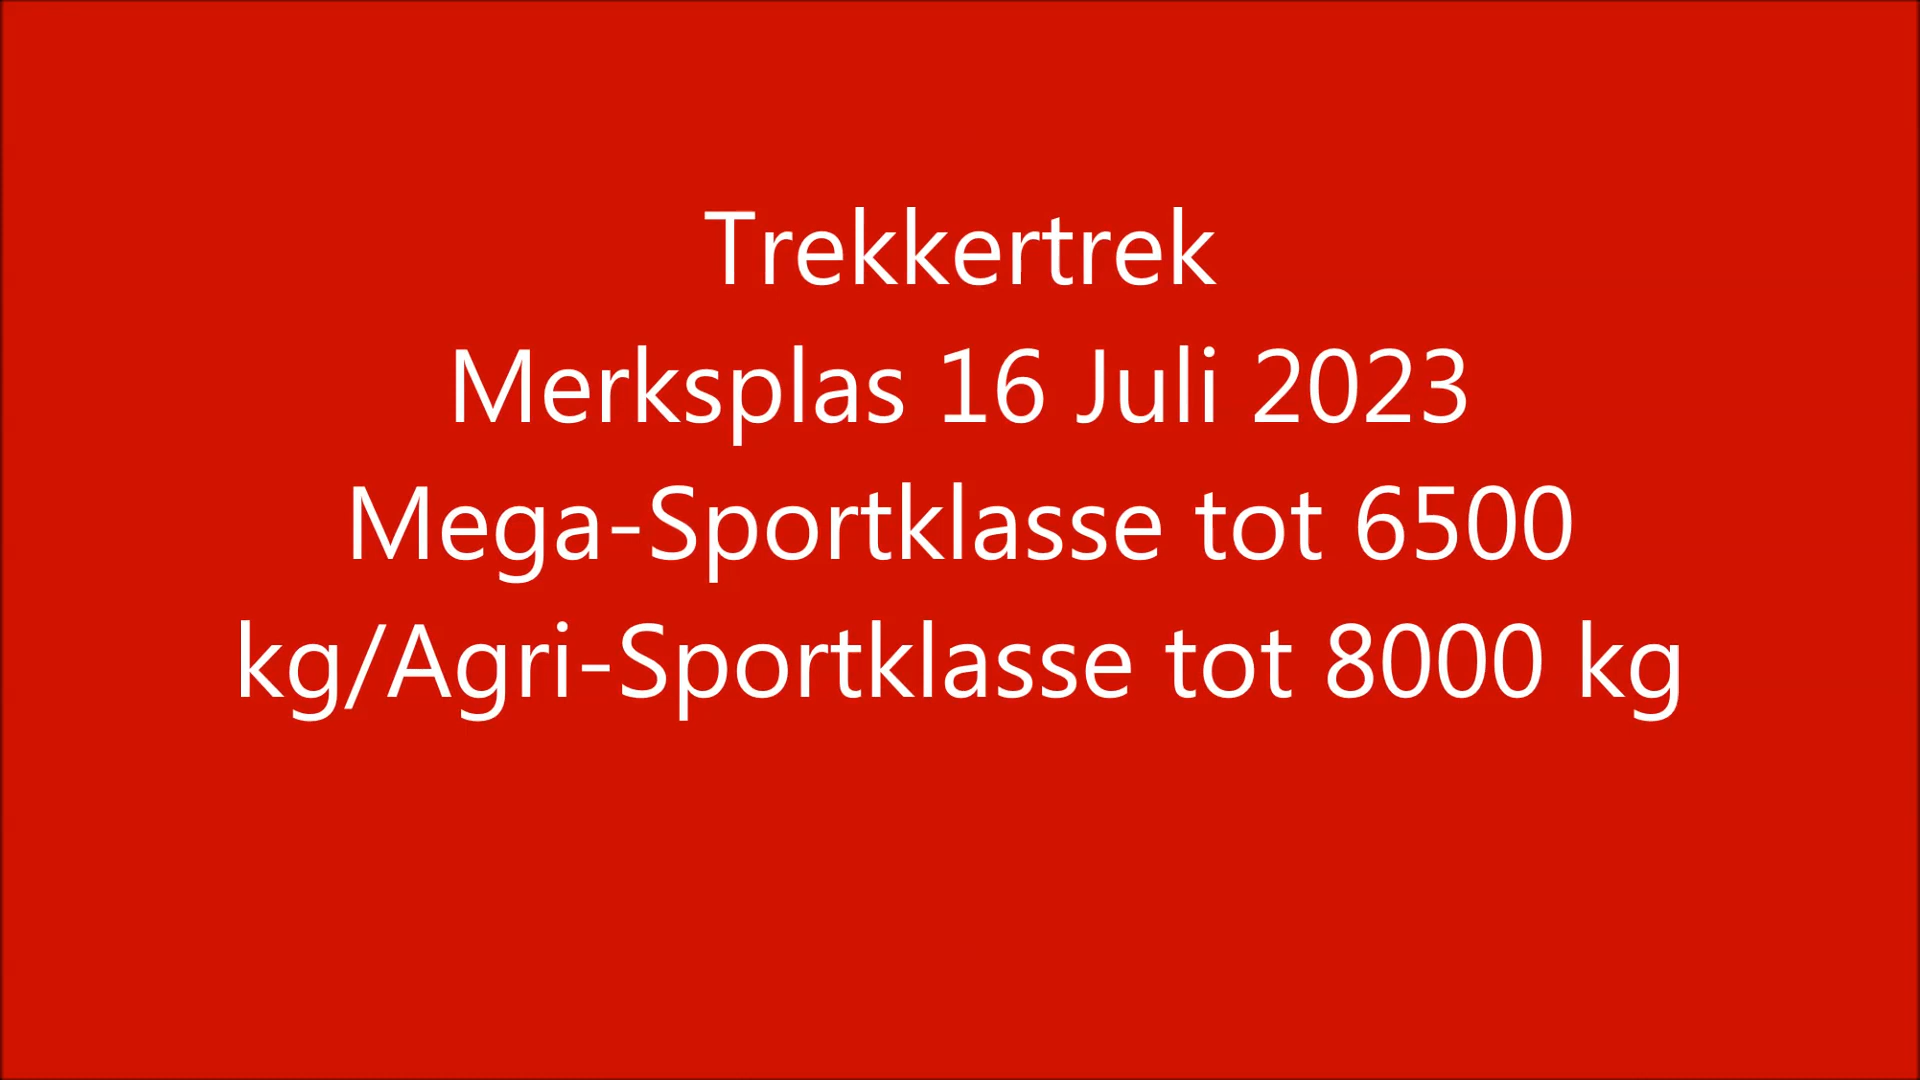 Trekkertrek
Merksplas 16 Juli 2023
Mega-Sportklasse tot 6500
kg/Agri-Sportklasse tot 8000 kg